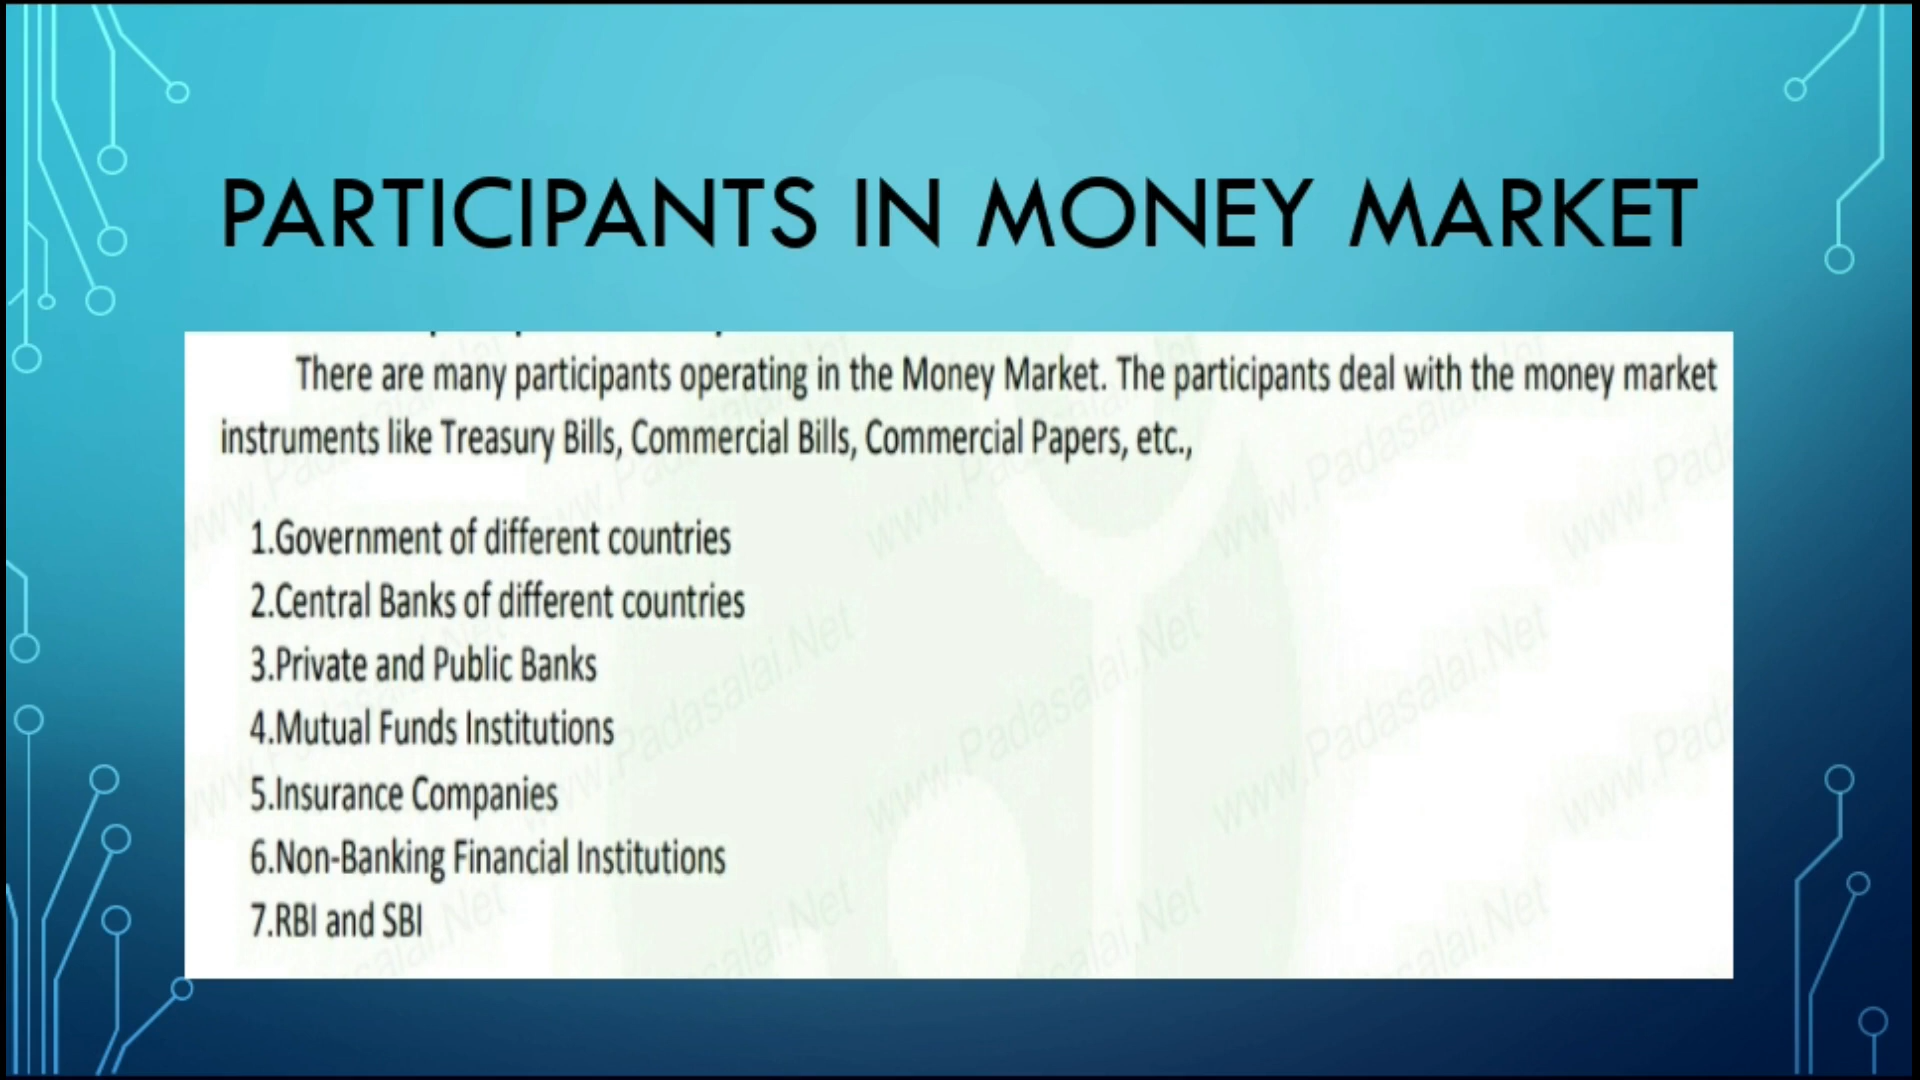 PARTICIPANTS IN MONEY MARKET
There are many participants operating in the Money Market. The participants deal with the money market
instruments like Treasury Bills, Commercial Bills, Commercial Papers, etc.,
1.Government of different countries
2.Central Banks of different countries
3.Private and Public Banks
4.Mutual Funds Institutions
5.Insurance Companies
6.Non-Banking Financial Institutions
7.RBI and SBI
www.Padasalai.Net